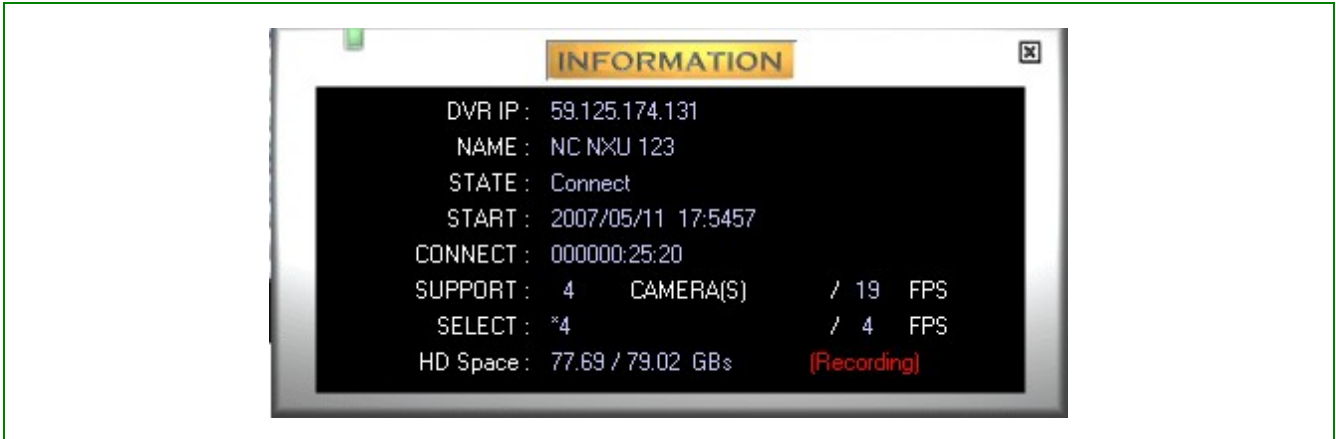 INFORMATION
DVR IP : 59.125.174.131
NAME : NC NXU 123
STATE : Connect
START : 2007/05/11 17:5457
CONNECT : 000000:25:20
SUPPORT : 4 CAMERA(S) / 19 FPS
SELECT : *4 / 4 FPS
HD Space : 77.69 / 79.02 GBs (Recording)